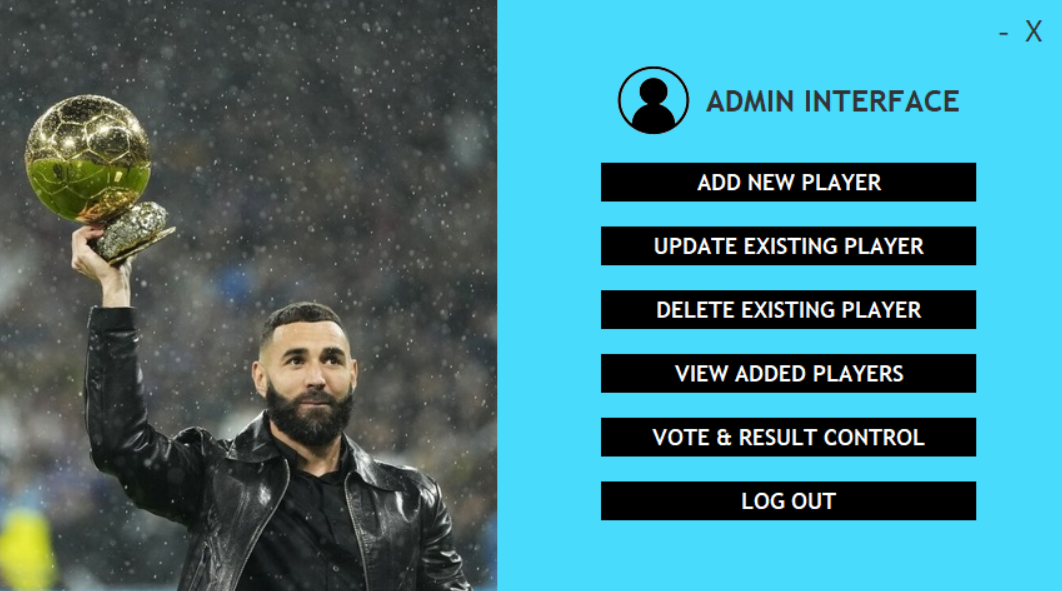 - X
ADMIN INTERFACE
ADD NEW PLAYER
UPDATE EXISTING PLAYER
DELETE EXISTING PLAYER
VIEW ADDED PLAYERS
VOTE & RESULT CONTROL
LOG OUT